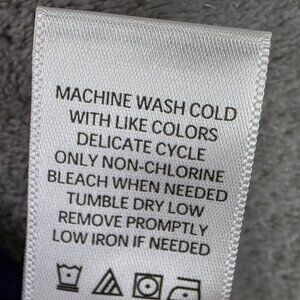 MACHINE WASH COLD
WITH LIKE COLORS
DELICATE CYCLE
ONLY NON-CHLORINE
BLEACH WHEN NEEDED
TUMBLE DRY LOW
REMOVE PROMPTLY
LOW IRON IF NEEDED